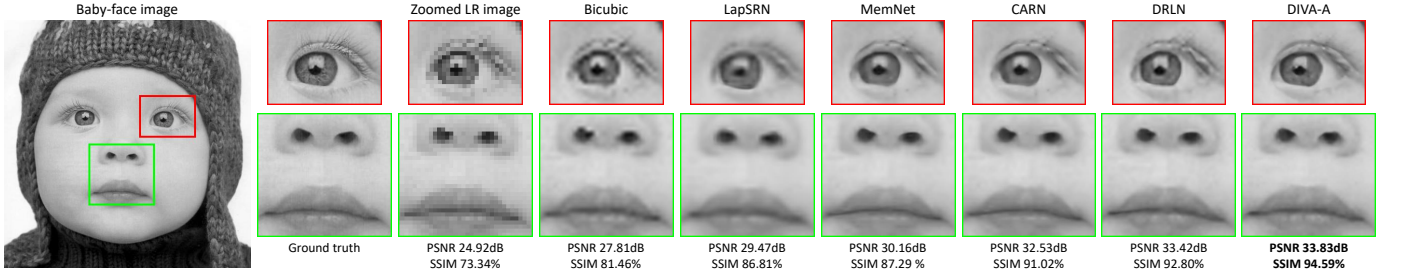 Baby-face image
Zoomed LR image
Bicubic
LapSRN
MemNet
CARN
DRLN
DIVA-A
Ground truth
PSNR 24.92dB
SSIM 73.34%
PSNR 27.81dB
SSIM 81.46%
PSNR 29.47dB
SSIM 86.81%
PSNR 30.16dB
SSIM 87.29 %
PSNR 32.53dB
SSIM 91.02%
PSNR 33.42dB
SSIM 92.80%
PSNR 33.83dB
SSIM 94.59%